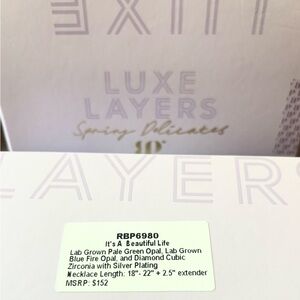 LUXE
LUXE
LAYERS
Spring Delicates
10"
LAYERS
RBP6980
It's A Beautiful Life
Lab Grown Pale Green Opal, Lab Grown
Blue Fire Opal, and Diamond Cubic
Zirconia with Silver Plating
Necklace Length: 18"- 22" + 2.5" extender
MSRP: $152